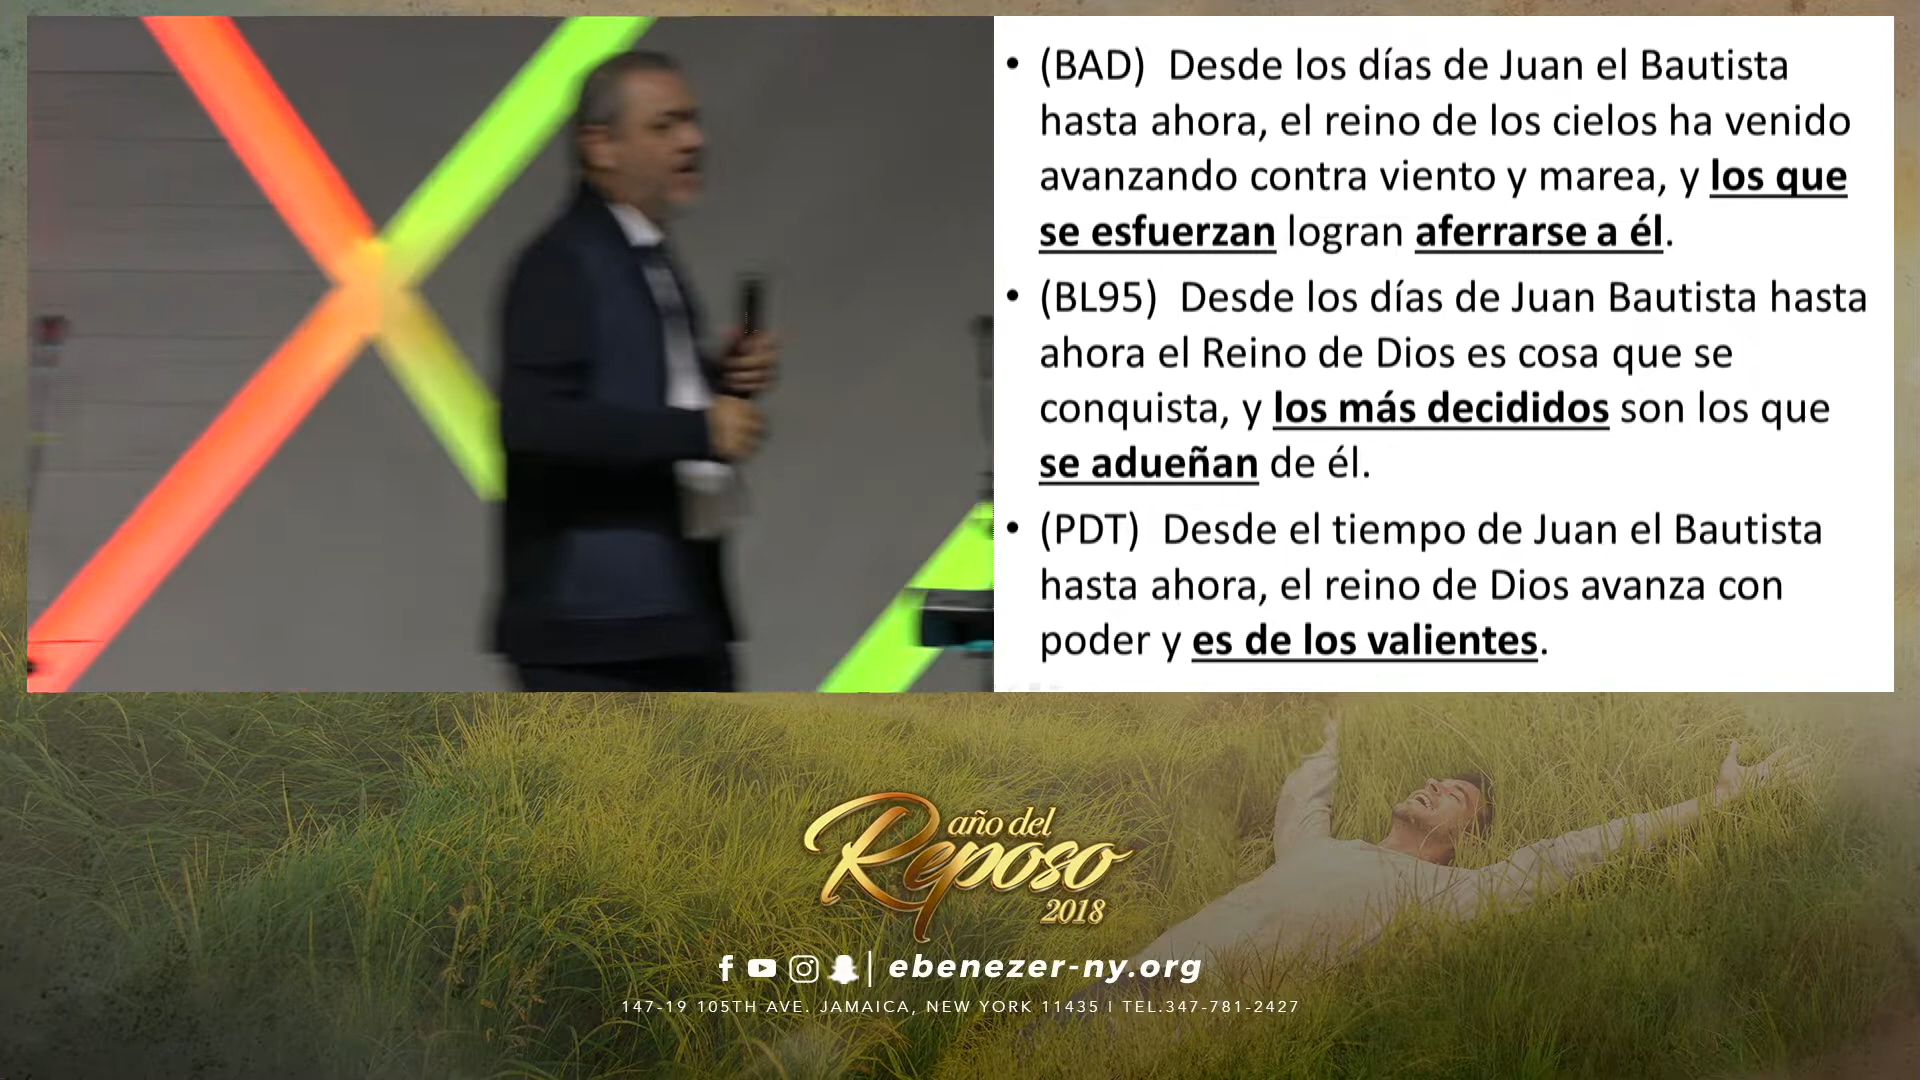 • (BAD) Desde los días de Juan el Bautista
hasta ahora, el reino de los cielos ha venido
avanzando contra viento y marea, y los que
se esfuerzan logran aferrarse a él.
• (BL95) Desde los días de Juan Bautista hasta
ahora el Reino de Dios es cosa que se
conquista, y los más decididos son los que
se adueñan de él.
• (PDT) Desde el tiempo de Juan el Bautista
hasta ahora, el reino de Dios avanza con
poder y es de los valientes.
año del
Reposo
2018
| ebenezer-ny.org
147-19 105TH AVE. JAMAICA, NEW YORK 11435 | TEL.347-781-2427